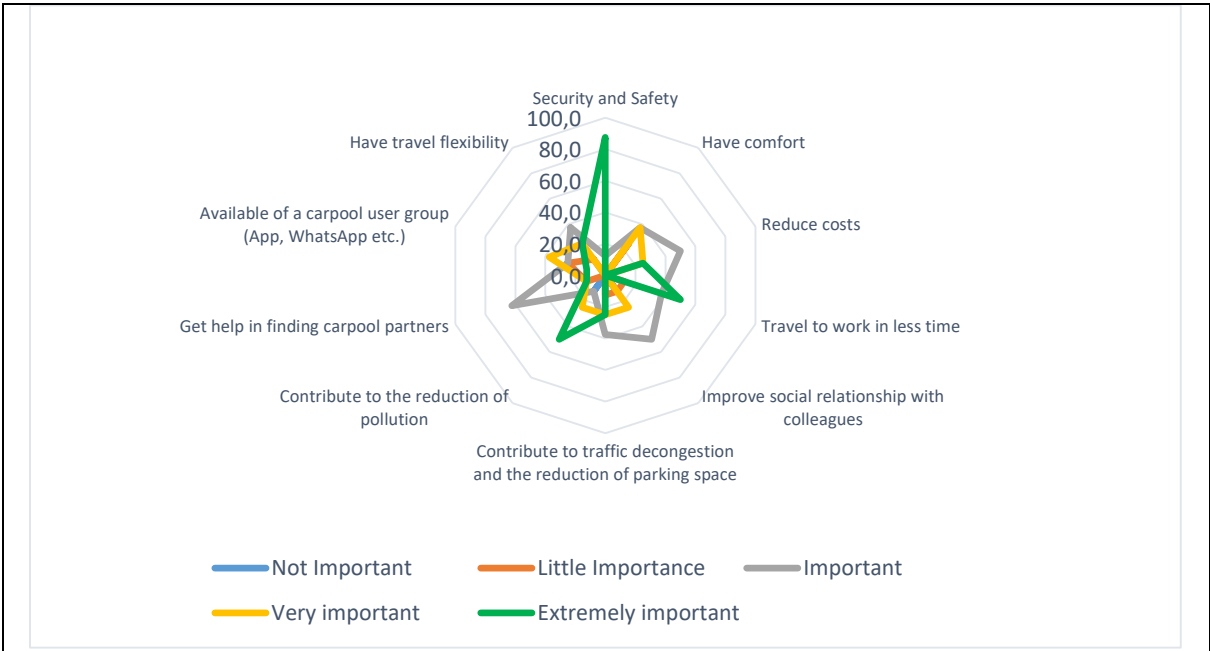 Security and Safety
100,0
80,0
60,0
40,0
20,0
0,0
Have comfort
Reduce costs
Travel to work in less time
Improve social relationship with
colleagues
Contribute to traffic decongestion
and the reduction of parking space
Contribute to the reduction of
pollution
Get help in finding carpool partners
Available of a carpool user group
(App, WhatsApp etc.)
Have travel flexibility
Not Important
Little Importance
Important
Very important
Extremely important